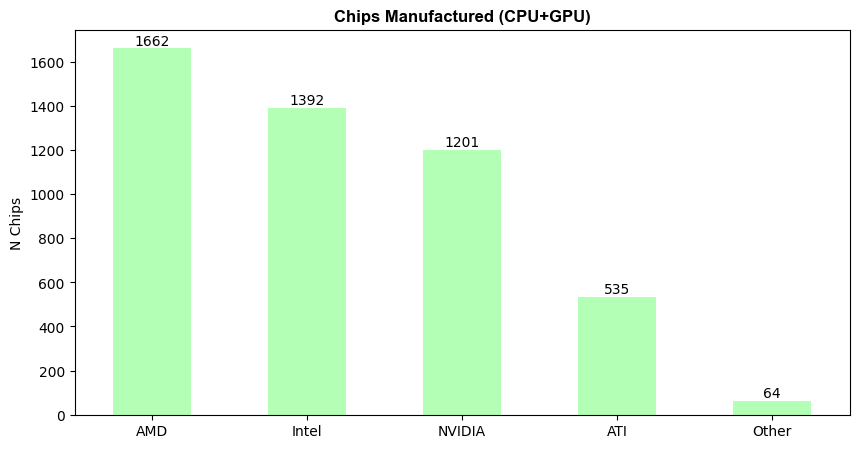 Chips Manufactured (CPU+GPU)
N Chips
1600
1400
1200
1000
800
600
400
200
0
1662
1392
1201
535
64
AMD
Intel
NVIDIA
ATI
Other